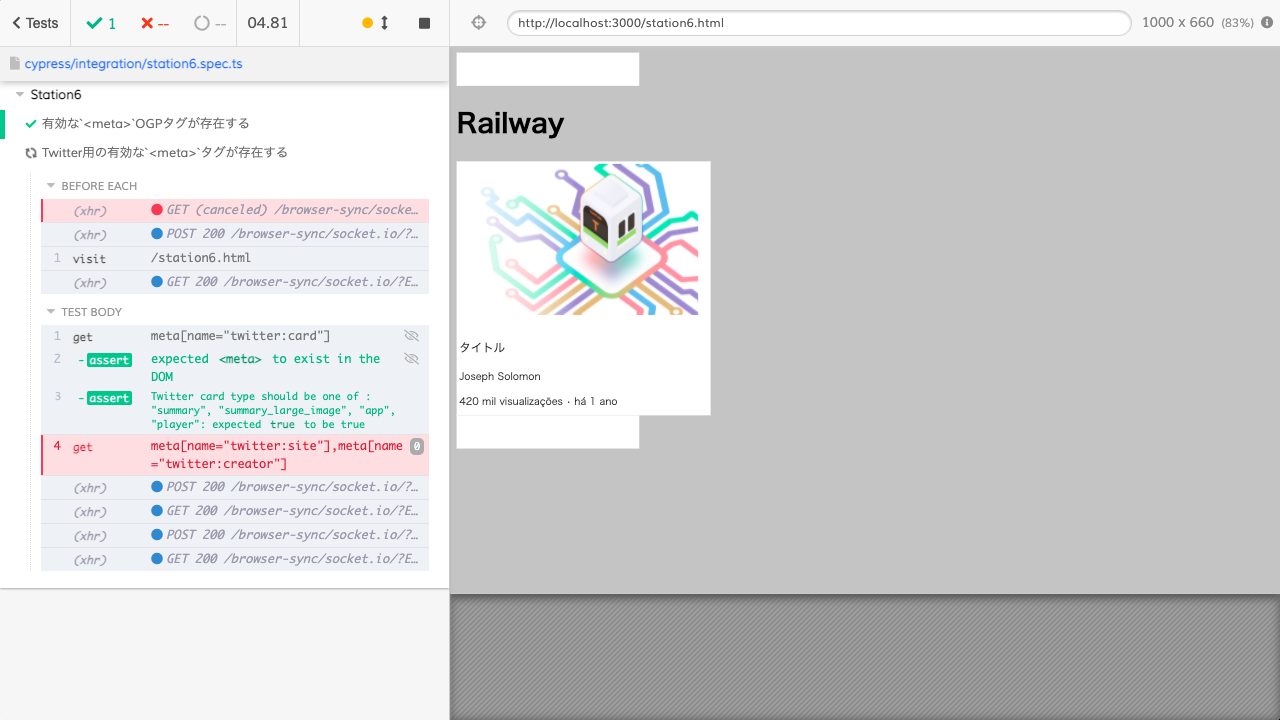 Tests
1
--
--
04.81
http://localhost:3000/station6.html
1000 x 660 (83%)
cypress/integration/station6.spec.ts
Station6
有効な`<meta>`OGPタグが存在する
Twitter用の有効な`<meta>`タグが存在する
BEFORE EACH
(xhr) GET (canceled) /browser-sync/socke…
(xhr) POST 200 /browser-sync/socket.io/?…
1 visit /station6.html
(xhr) GET 200 /browser-sync/socket.io/?E…
TEST BODY
1 get meta[name="twitter:card"]
2 -assert expected <meta> to exist in the
DOM
3 -assert Twitter card type should be one of :
"summary", "summary_large_image", "app",
"player": expected true to be true
4 get meta[name="twitter:site"],meta[name 0
="twitter:creator"]
(xhr) POST 200 /browser-sync/socket.io/?…
(xhr) GET 200 /browser-sync/socket.io/?E…
(xhr) POST 200 /browser-sync/socket.io/?…
(xhr) GET 200 /browser-sync/socket.io/?E…
Railway
タイトル
Joseph Solomon
420 mil visualizações · há 1 ano